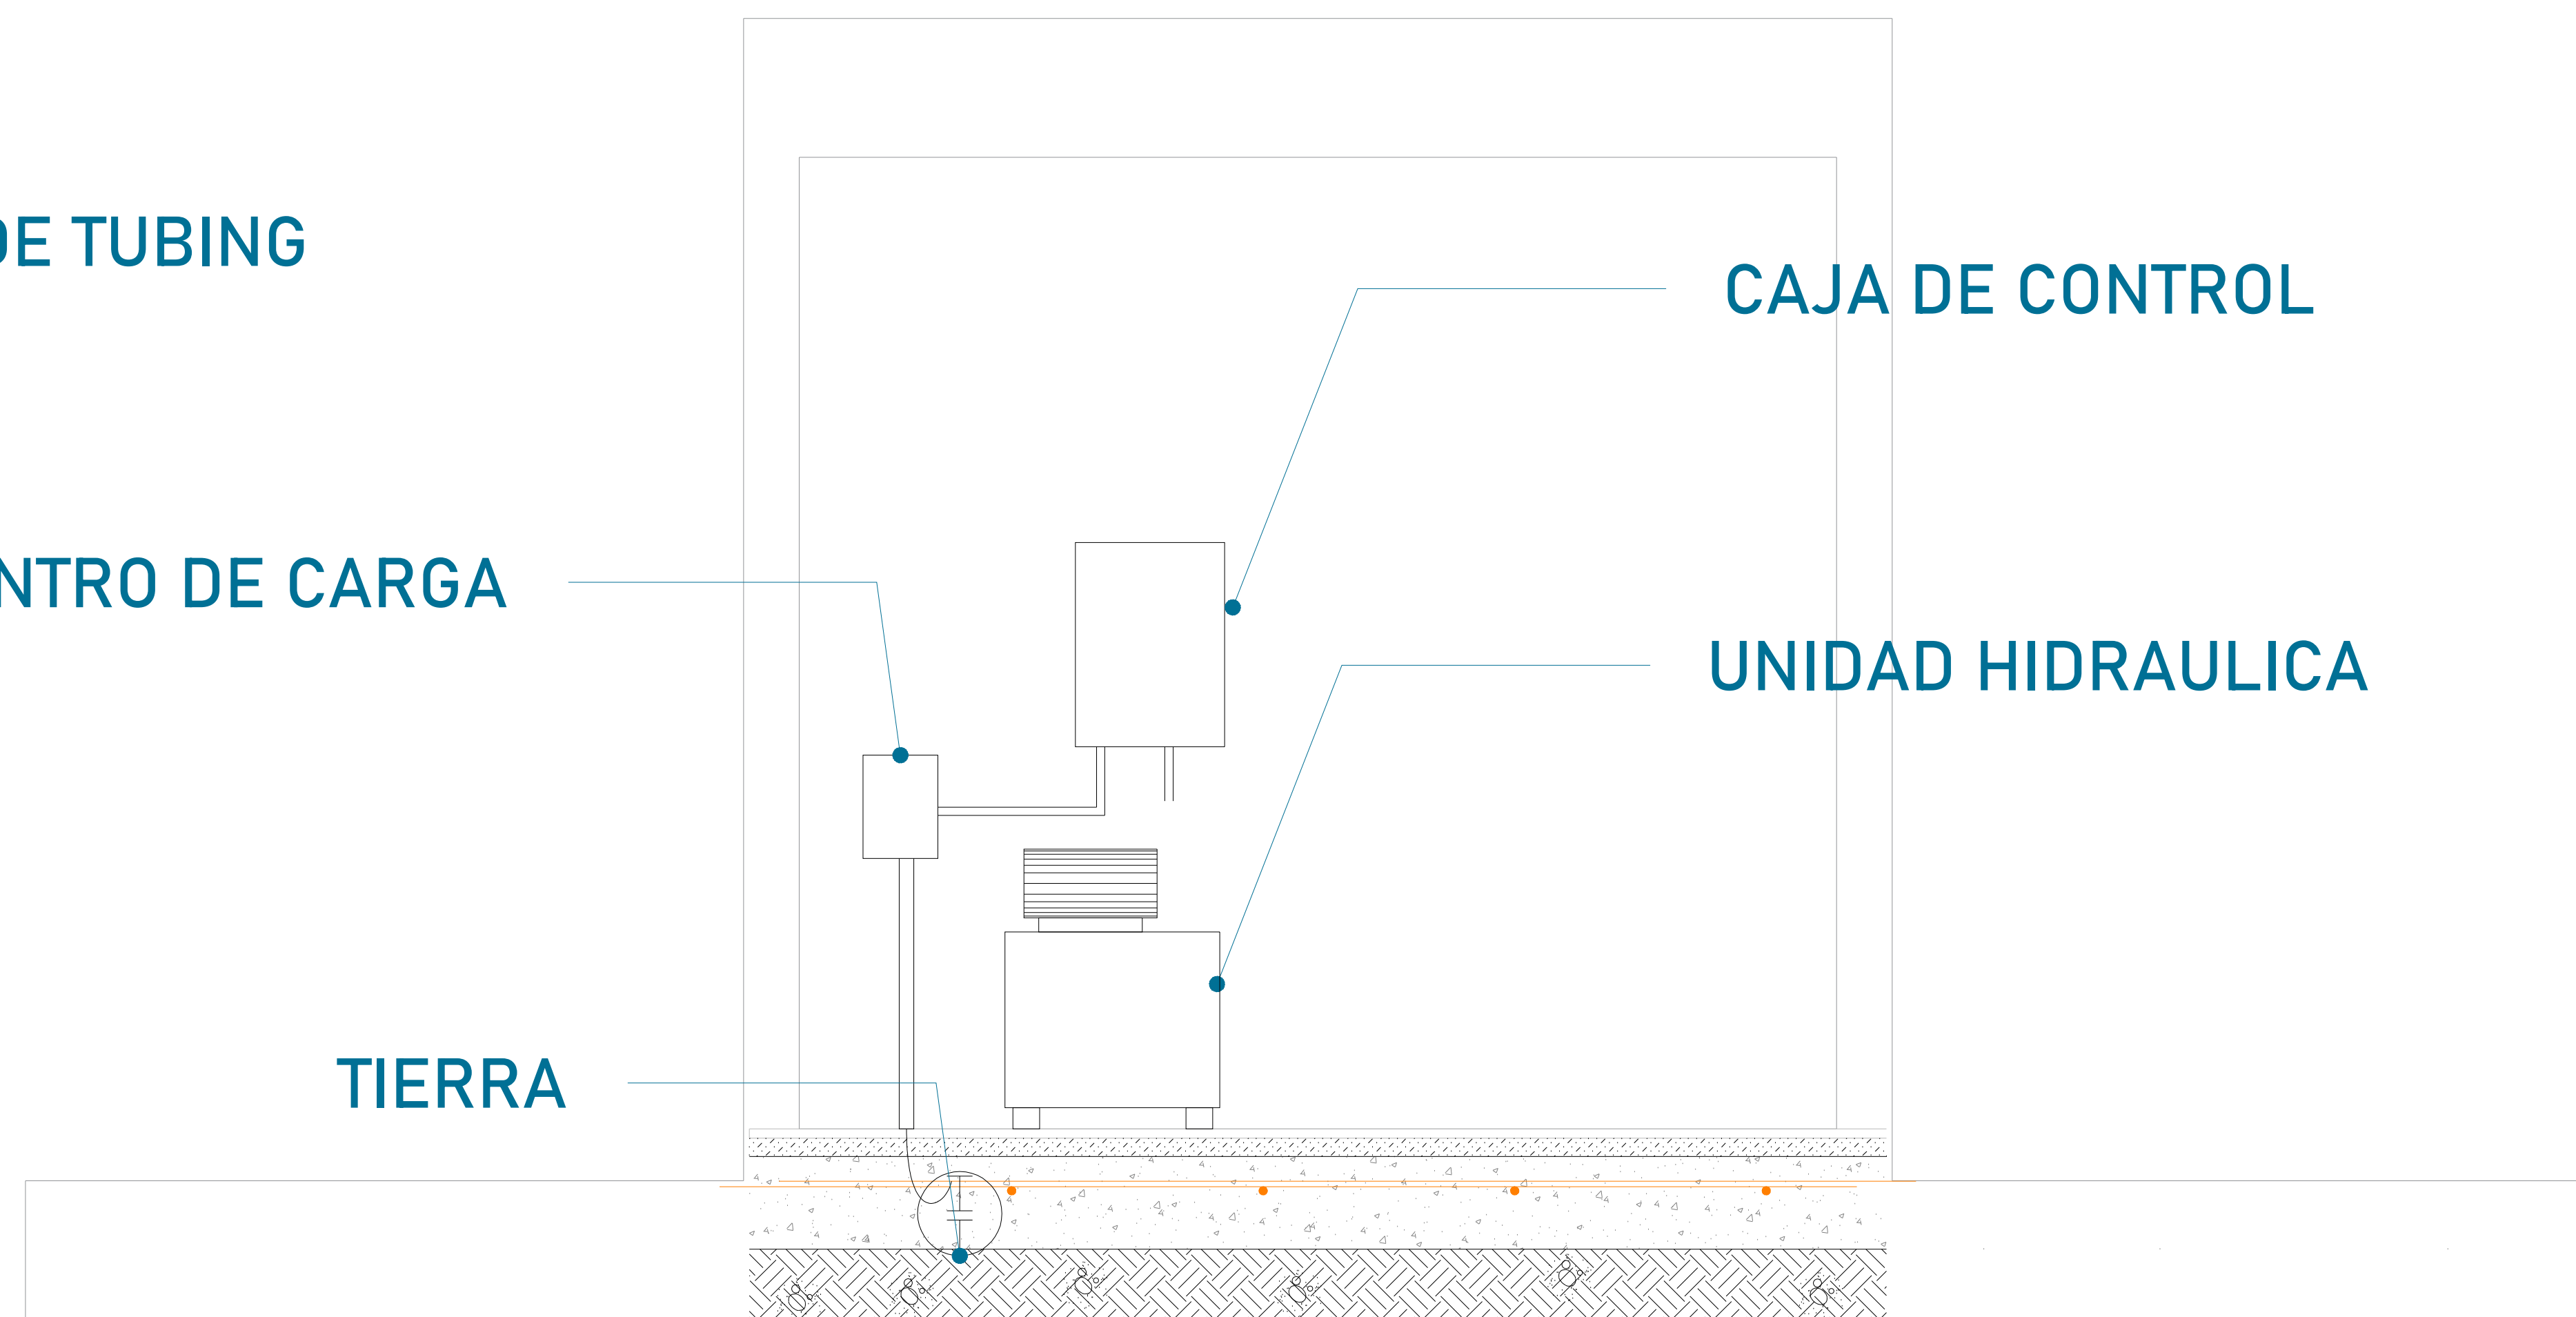 DE TUBING
CAJA DE CONTROL
NTRO DE CARGA
UNIDAD HIDRAULICA
TIERRA